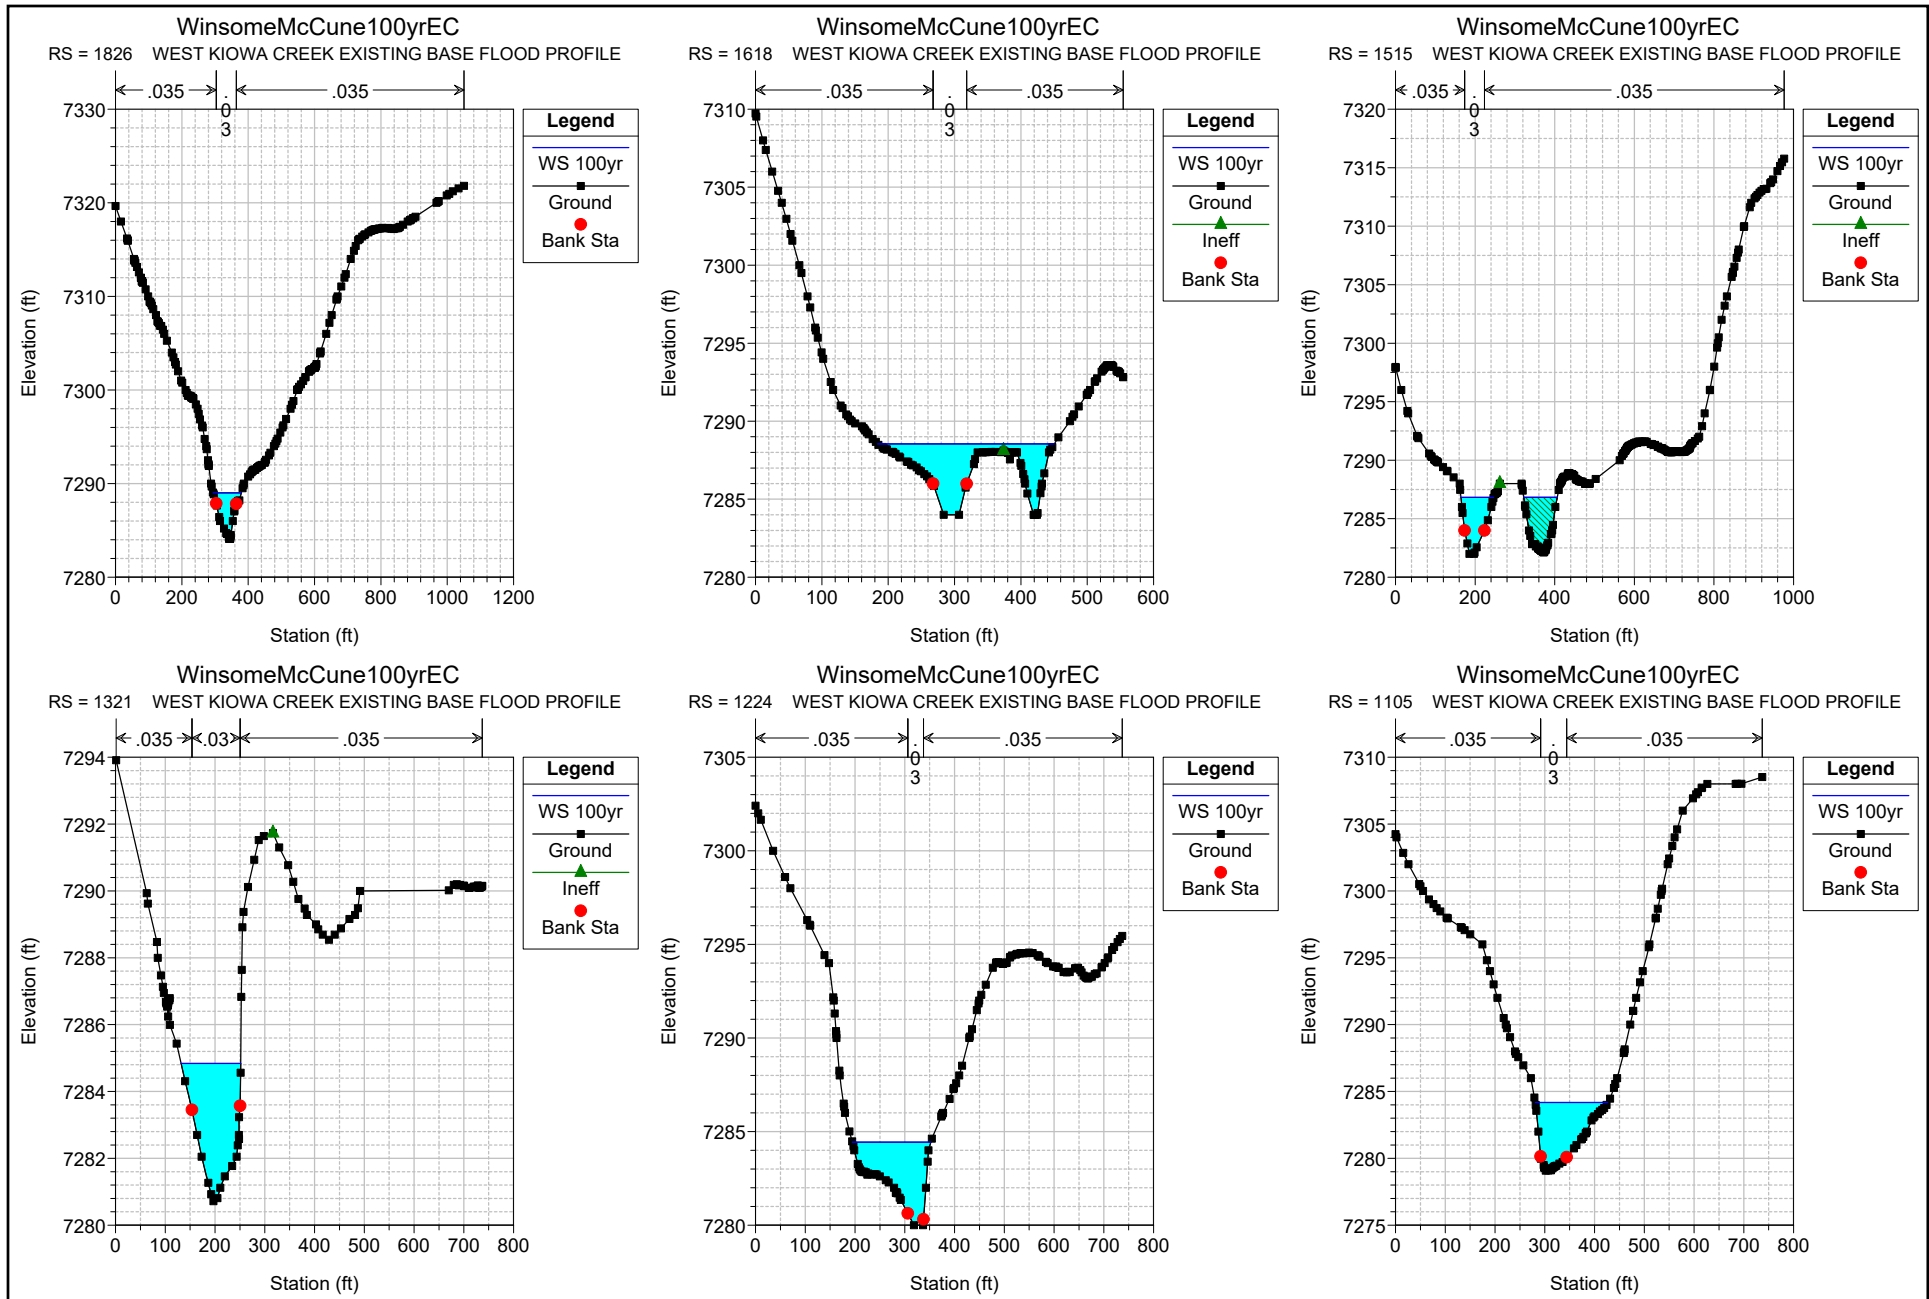 WinsomeMcCune100yrEC
RS = 1826 WEST KIOWA CREEK EXISTING BASE FLOOD PROFILE
.035 .03 .035
7330
7320
7310
7300
7290
7280
Elevation (ft)
0 200 400 600 800 1000 1200
Station (ft)
Legend
WS 100yr
Ground
Bank Sta
WinsomeMcCune100yrEC
RS = 1618 WEST KIOWA CREEK EXISTING BASE FLOOD PROFILE
.035 .03 .035
7310
7305
7300
7295
7290
7285
7280
Elevation (ft)
0 100 200 300 400 500 600
Station (ft)
Legend
WS 100yr
Ground
Ineff
Bank Sta
WinsomeMcCune100yrEC
RS = 1515 WEST KIOWA CREEK EXISTING BASE FLOOD PROFILE
.035 .03 .035
7320
7315
7310
7305
7300
7295
7290
7285
7280
Elevation (ft)
0 200 400 600 800 1000
Station (ft)
Legend
WS 100yr
Ground
Ineff
Bank Sta
WinsomeMcCune100yrEC
RS = 1321 WEST KIOWA CREEK EXISTING BASE FLOOD PROFILE
.035 .03 .035
7294
7292
7290
7288
7286
7284
7282
7280
Elevation (ft)
0 100 200 300 400 500 600 700 800
Station (ft)
Legend
WS 100yr
Ground
Ineff
Bank Sta
WinsomeMcCune100yrEC
RS = 1224 WEST KIOWA CREEK EXISTING BASE FLOOD PROFILE
.035 .03 .035
7305
7300
7295
7290
7285
7280
Elevation (ft)
0 100 200 300 400 500 600 700 800
Station (ft)
Legend
WS 100yr
Ground
Bank Sta
WinsomeMcCune100yrEC
RS = 1105 WEST KIOWA CREEK EXISTING BASE FLOOD PROFILE
.035 .03 .035
7310
7305
7300
7295
7290
7285
7280
7275
Elevation (ft)
0 100 200 300 400 500 600 700 800
Station (ft)
Legend
WS 100yr
Ground
Bank Sta